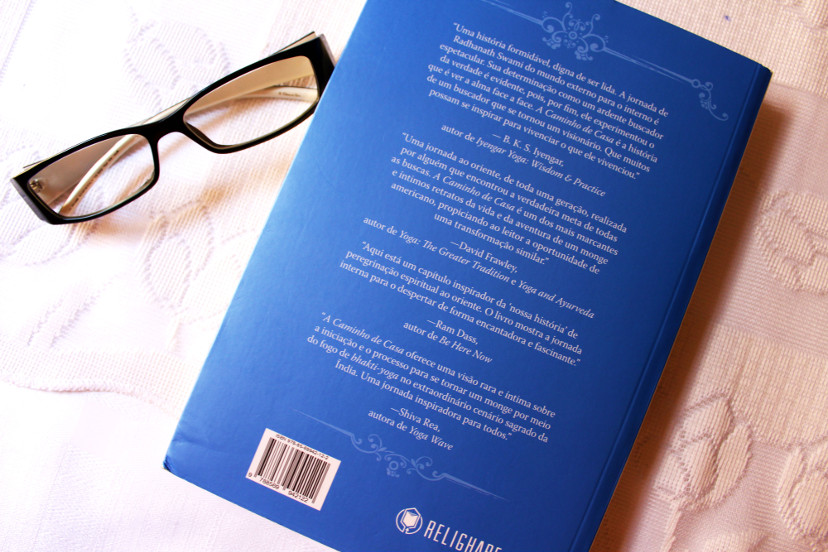 "Uma história formidável, digna de ser lida. A jornada de
Radhanath Swami do mundo externo para o interno é
espetacular. Sua determinação como um ardente buscador
da verdade é evidente, pois, por fim, ele experimentou o
que é ver a alma face a face. A Caminho de Casa é a história
de um buscador que se tornou um visionário. Que muitos
possam se inspirar para vivenciar o que ele vivenciou."
— B. K. S. Iyengar,
autor de Iyengar Yoga: Wisdom & Practice
"Uma jornada ao oriente, de toda uma geração, realizada
por alguém que encontrou a verdadeira meta de todas
as buscas. A Caminho de Casa é um dos mais marcantes
e íntimos retratos da vida e da aventura de um monge
americano, propiciando ao leitor a oportunidade de
uma transformação similar."
—David Frawley,
autor de Yoga: The Greater Tradition e Yoga and Ayurveda
"Aqui está um capítulo inspirador da 'nossa história' de
peregrinação espiritual ao oriente. O livro mostra a jornada
interna para o despertar de forma encantadora e fascinante."
—Ram Dass,
autor de Be Here Now
"A Caminho de Casa oferece uma visão rara e íntima sobre
a iniciação e o processo para se tornar um monge por meio
do fogo de bhakti-yoga no extraordinário cenário sagrado da
Índia. Uma jornada inspiradora para todos."
—Shiva Rea,
autora de Yoga Wave
RELIGHARE